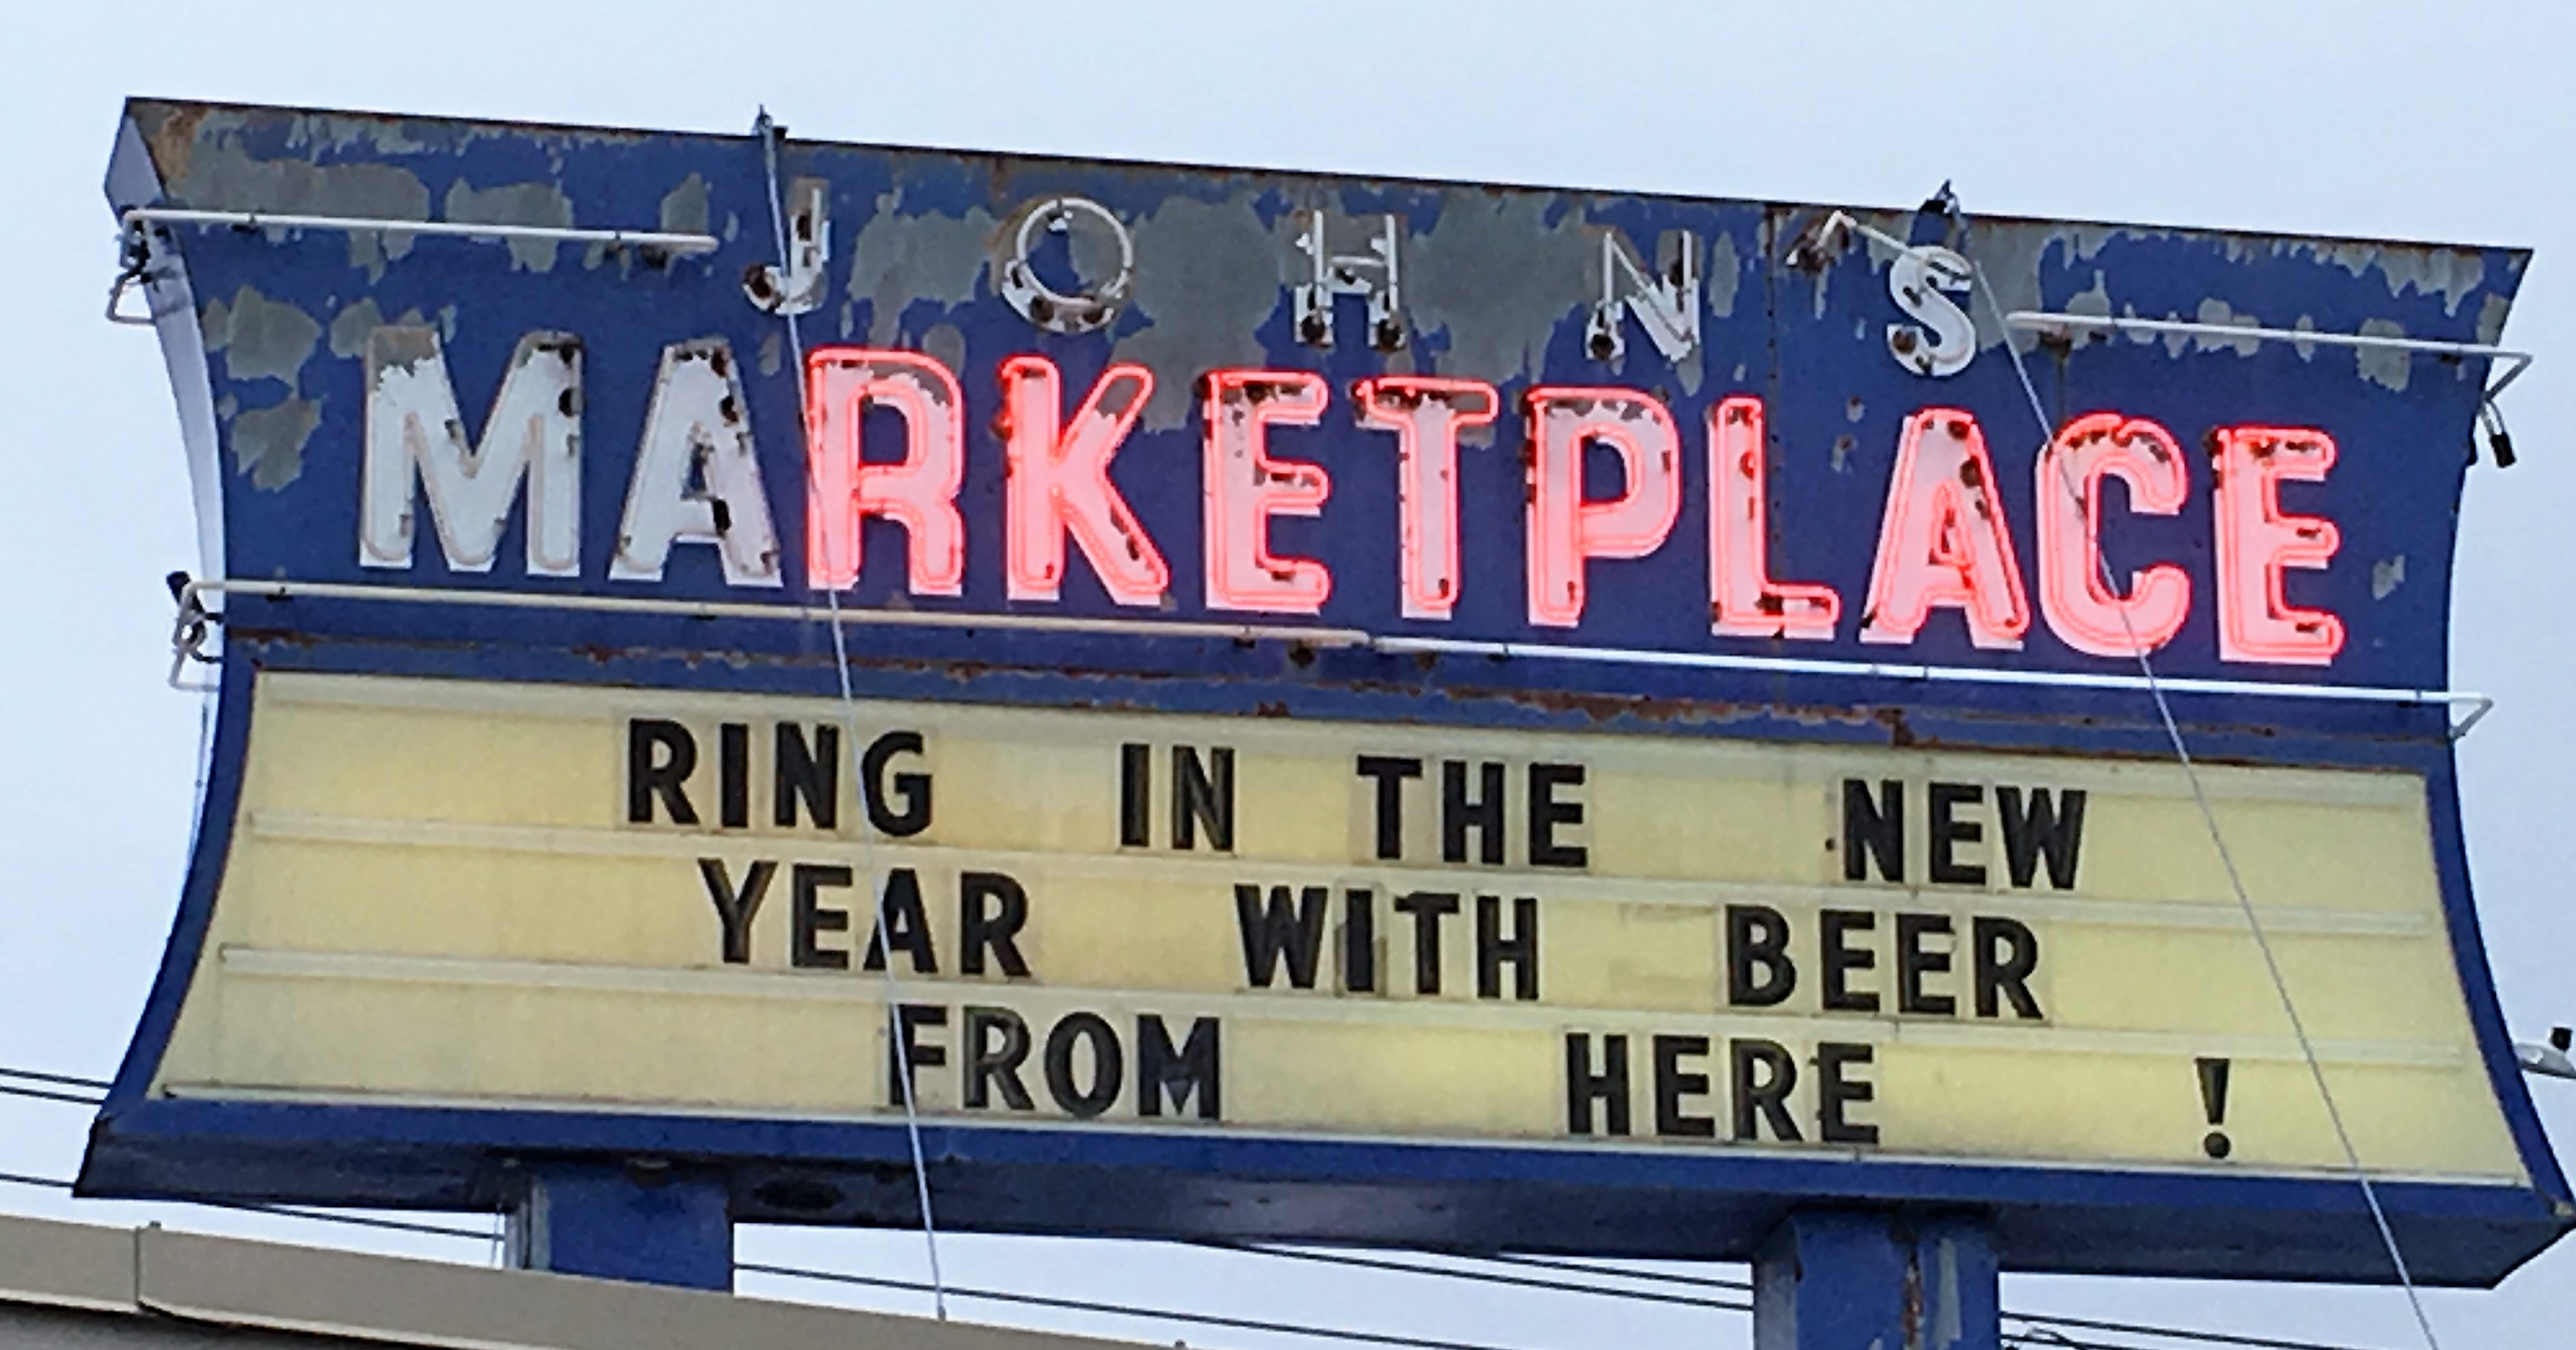 JOHN'S
MARKETPLACE
RING IN THE NEW
YEAR WITH BEER
FROM HERE !